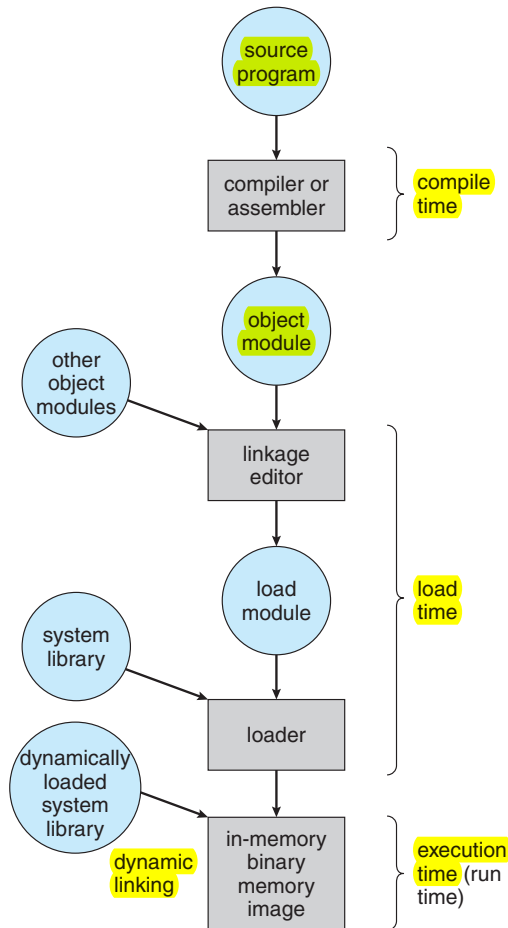 source
program
compiler or
assembler
compile
time
object
module
other
object
modules
linkage
editor
load
module
load
time
system
library
loader
dynamically
loaded
system
library
dynamic
linking
in-memory
binary
memory
image
execution
time (run
time)